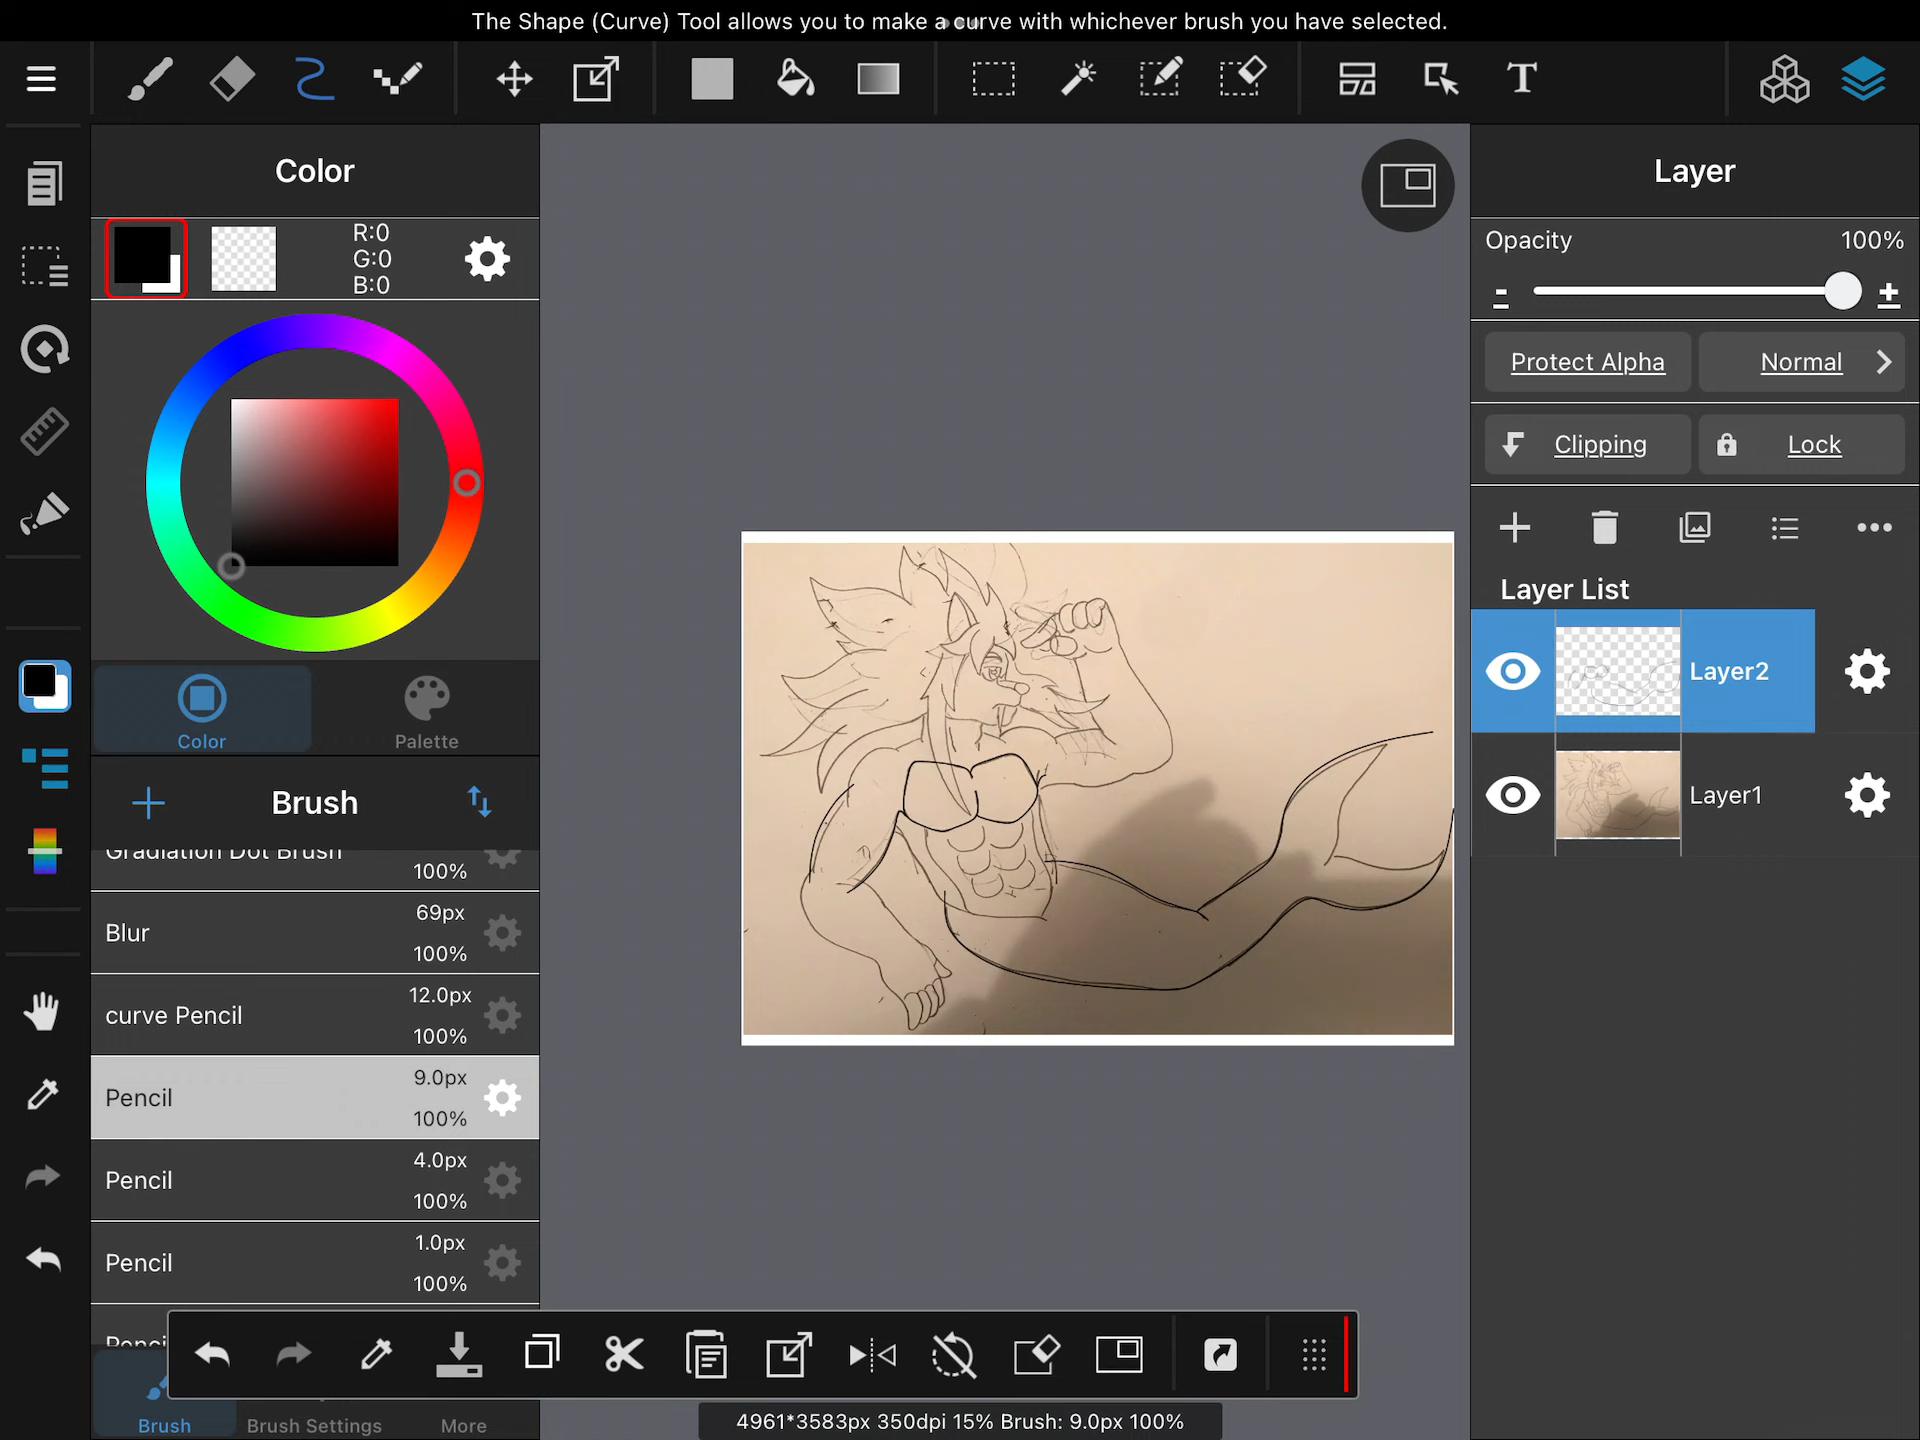 The Shape (Curve) Tool allows you to make a curve with whichever brush you have selected.
T
Color
R:0
G:0
B:0
Color
Palette
Brush
Gradiation Dot Brush
100%
Blur
69px
100%
curve Pencil
12.0px
100%
Pencil
9.0px
100%
Pencil
4.0px
100%
Pencil
1.0px
100%
Brush
Brush Settings
More
4961*3583px 350dpi 15% Brush: 9.0px 100%
Layer
Opacity
100%
- +
Protect Alpha
Normal
Clipping
Lock
Layer List
Layer2
Layer1